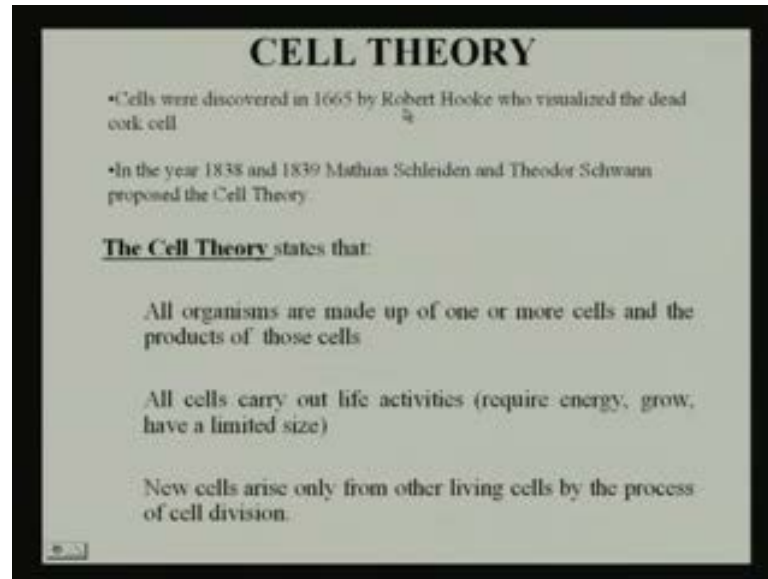 CELL THEORY
•Cells were discovered in 1665 by Robert Hooke who visualized the dead
cork cell
•In the year 1838 and 1839 Mathias Schleiden and Theodor Schwann
proposed the Cell Theory.
The Cell Theory states that:
All organisms are made up of one or more cells and the
products of those cells
All cells carry out life activities (require energy, grow,
have a limited size)
New cells arise only from other living cells by the process
of cell division.